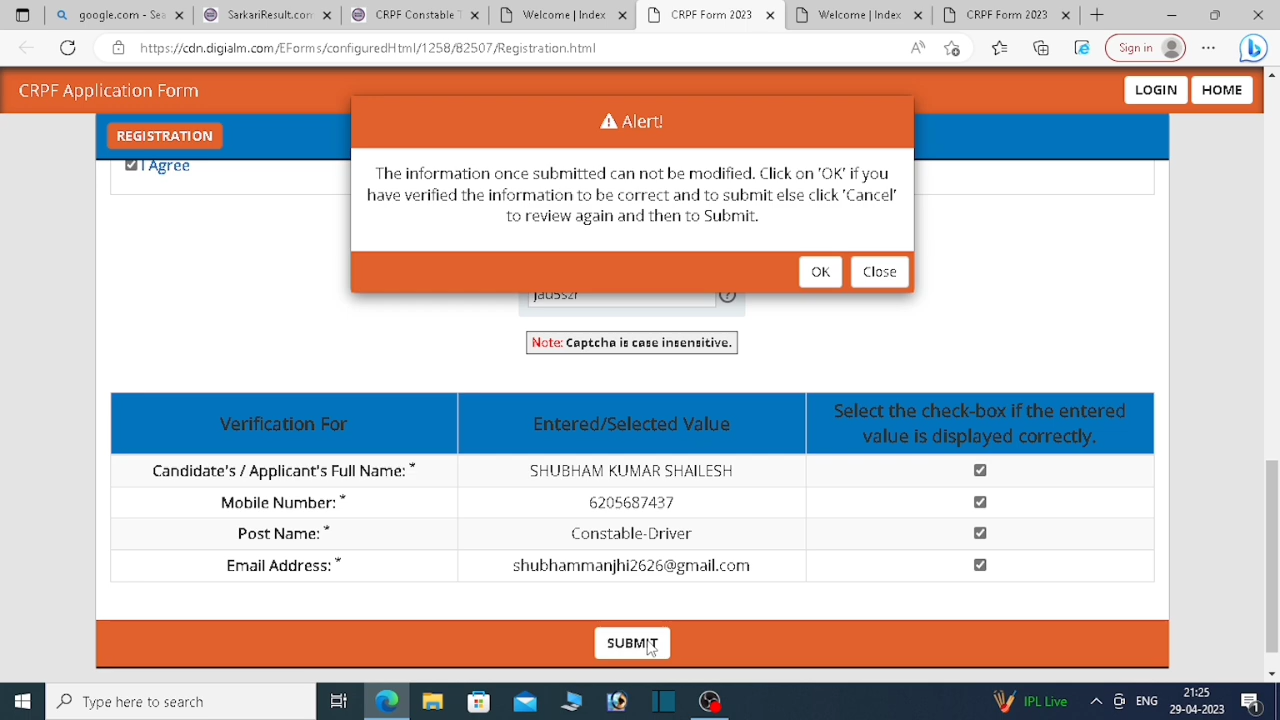 google.com - Sea
SarkariResult.com
CRPF Constable T
Welcome | Index
CRPF Form 2023
Welcome | Index
CRPF Form 2023
https://cdn.digialm.com/EForms/configuredHtml/1258/82507/Registration.html
Sign in
CRPF Application Form
LOGIN
HOME
REGISTRATION
Alert!
I Agree
The information once submitted can not be modified. Click on 'OK' if you
have verified the information to be correct and to submit else click 'Cancel'
to review again and then to Submit.
OK
Close
jau5szr
Note: Captcha is case insensitive.
Verification For
Entered/Selected Value
Select the check-box if the entered
value is displayed correctly.
Candidate's / Applicant's Full Name: *
SHUBHAM KUMAR SHAILESH
Mobile Number: *
6205687437
Post Name: *
Constable-Driver
Email Address: *
shubhammanjhi2626@gmail.com
SUBMIT
Type here to search
IPL Live
ENG
21:25
29-04-2023
1